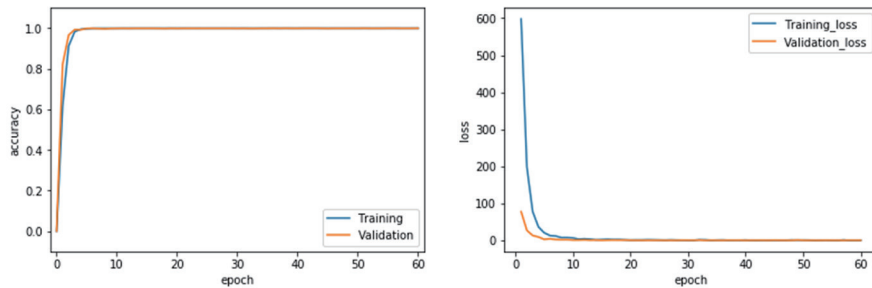 1.0
0.8
0.6
0.4
0.2
0.0
accuracy
Training
Validation
0 10 20 30 40 50 60
epoch
600
500
400
300
200
100
0
loss
Training_loss
Validation_loss
0 10 20 30 40 50 60
epoch